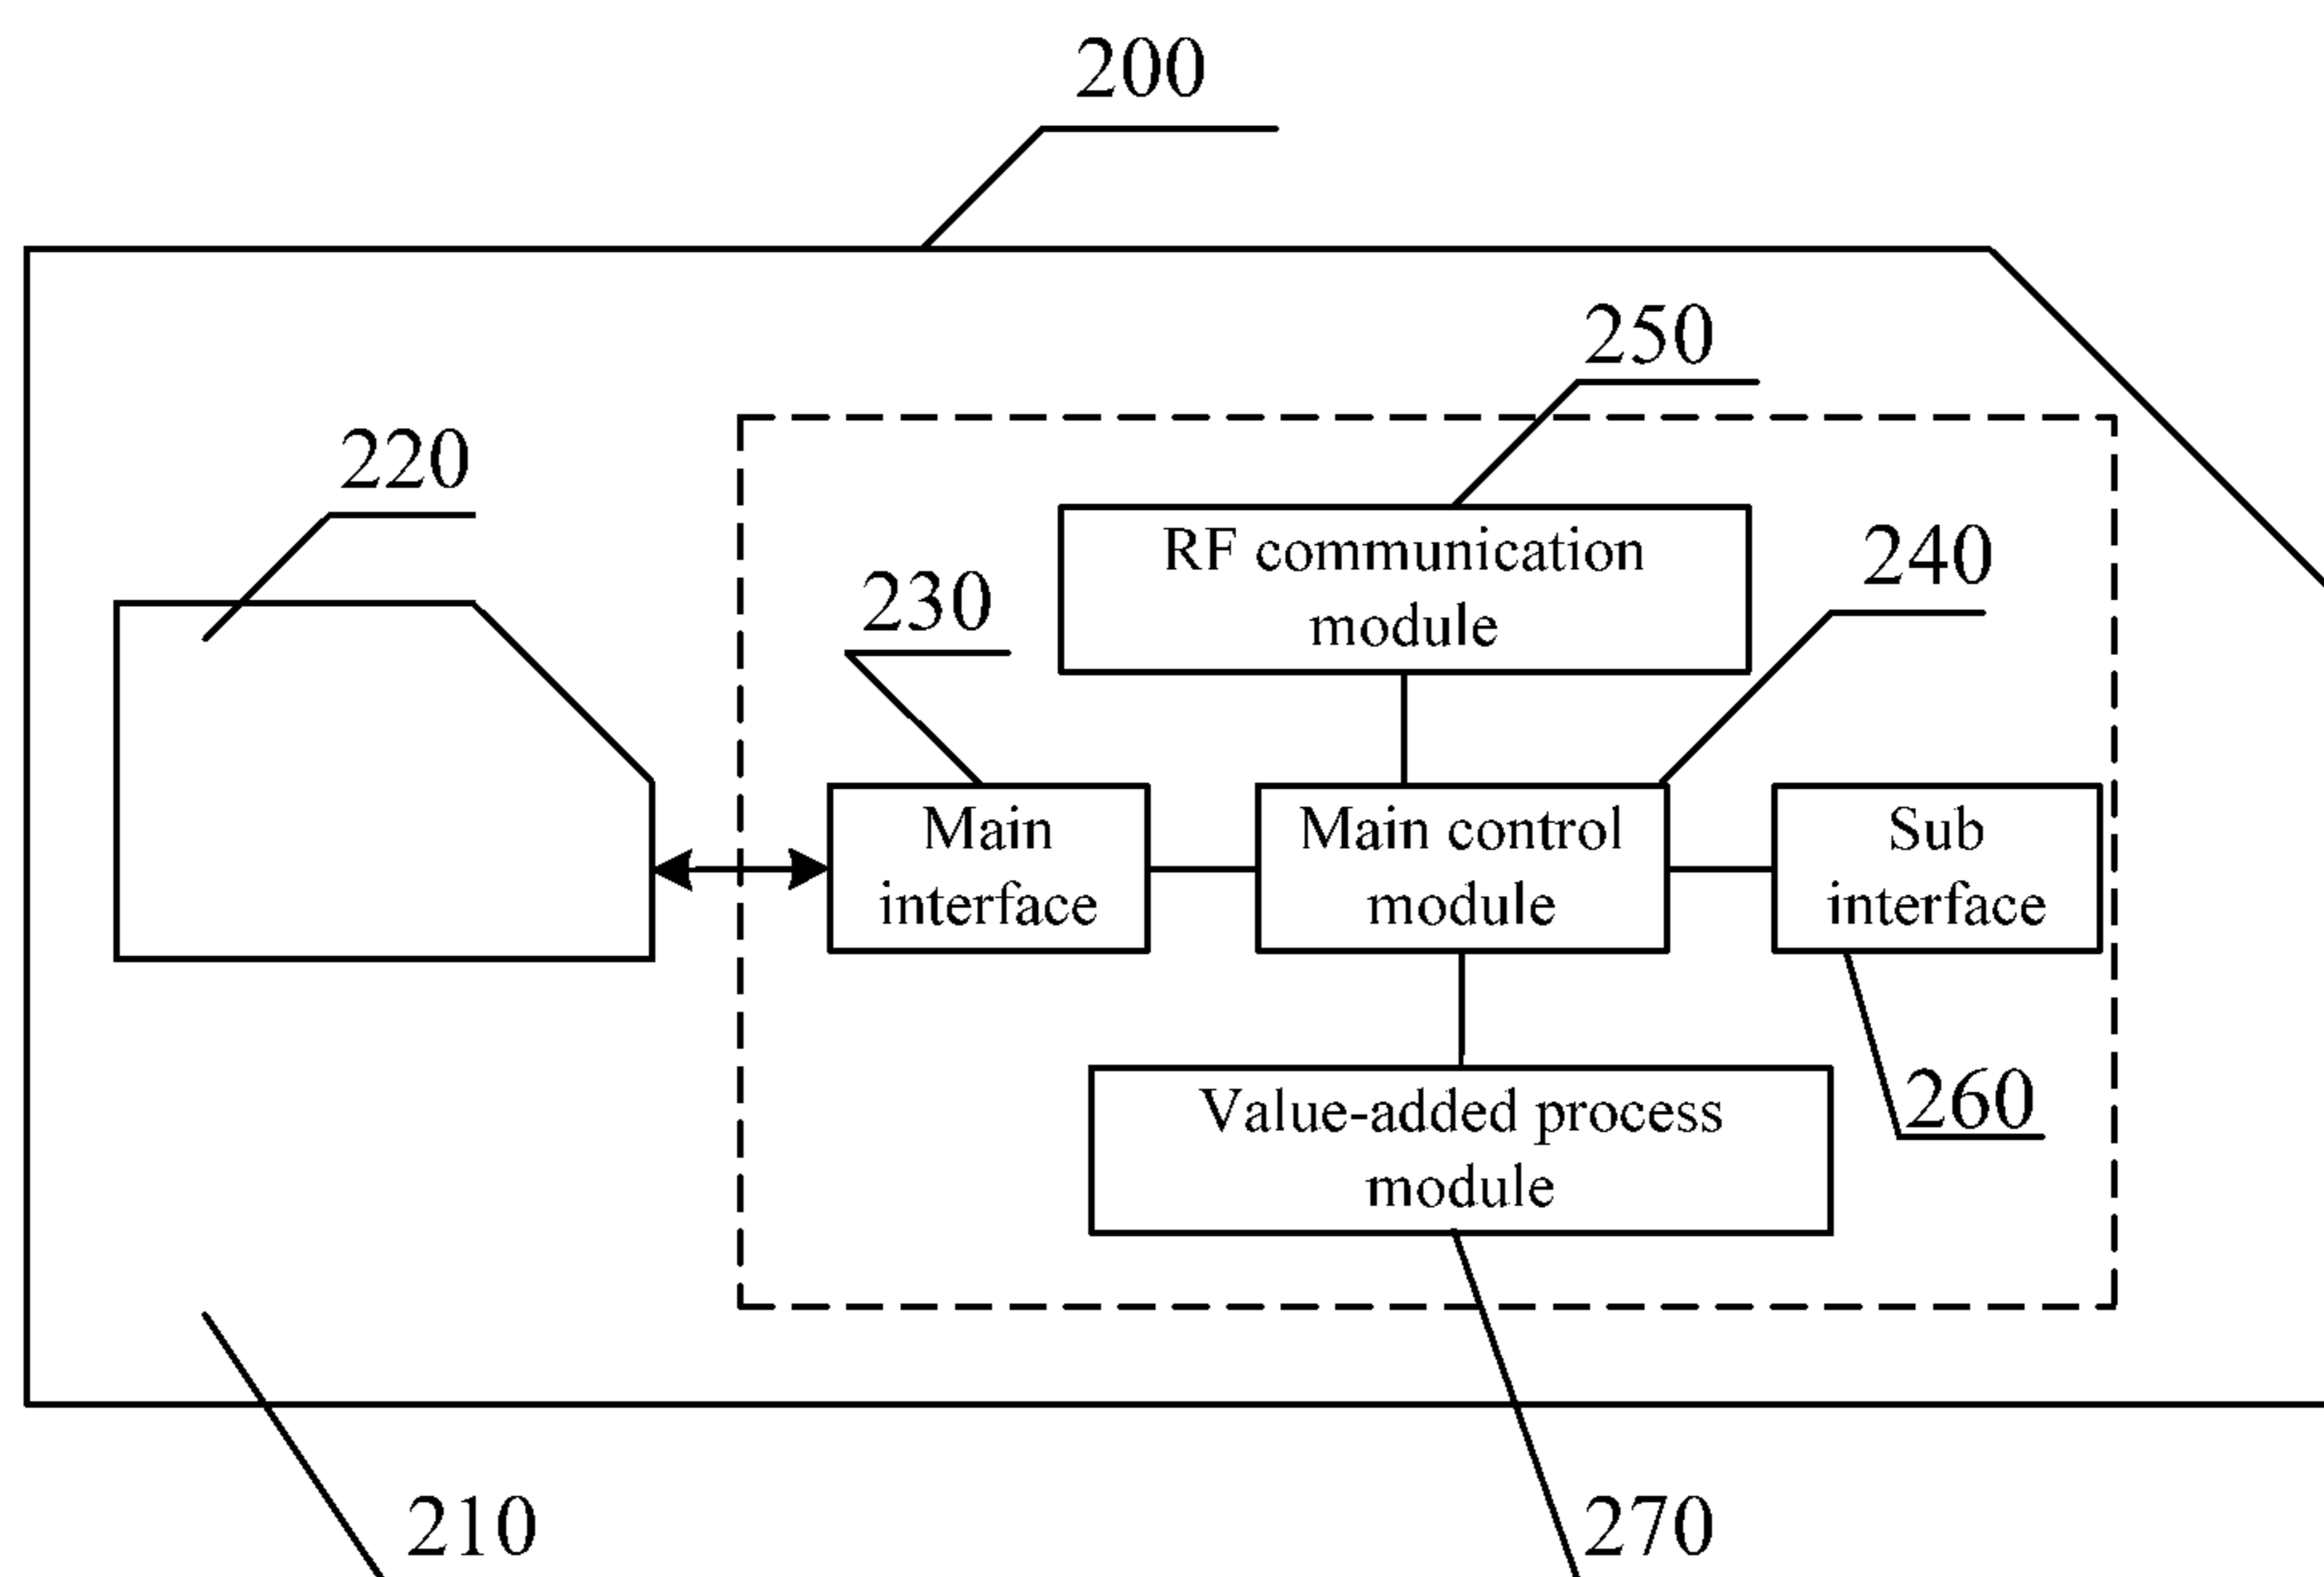 200
250
220
RF communication
module
240
230
Main
interface
Main control
module
Sub
interface
260
Value-added process
module
210
270